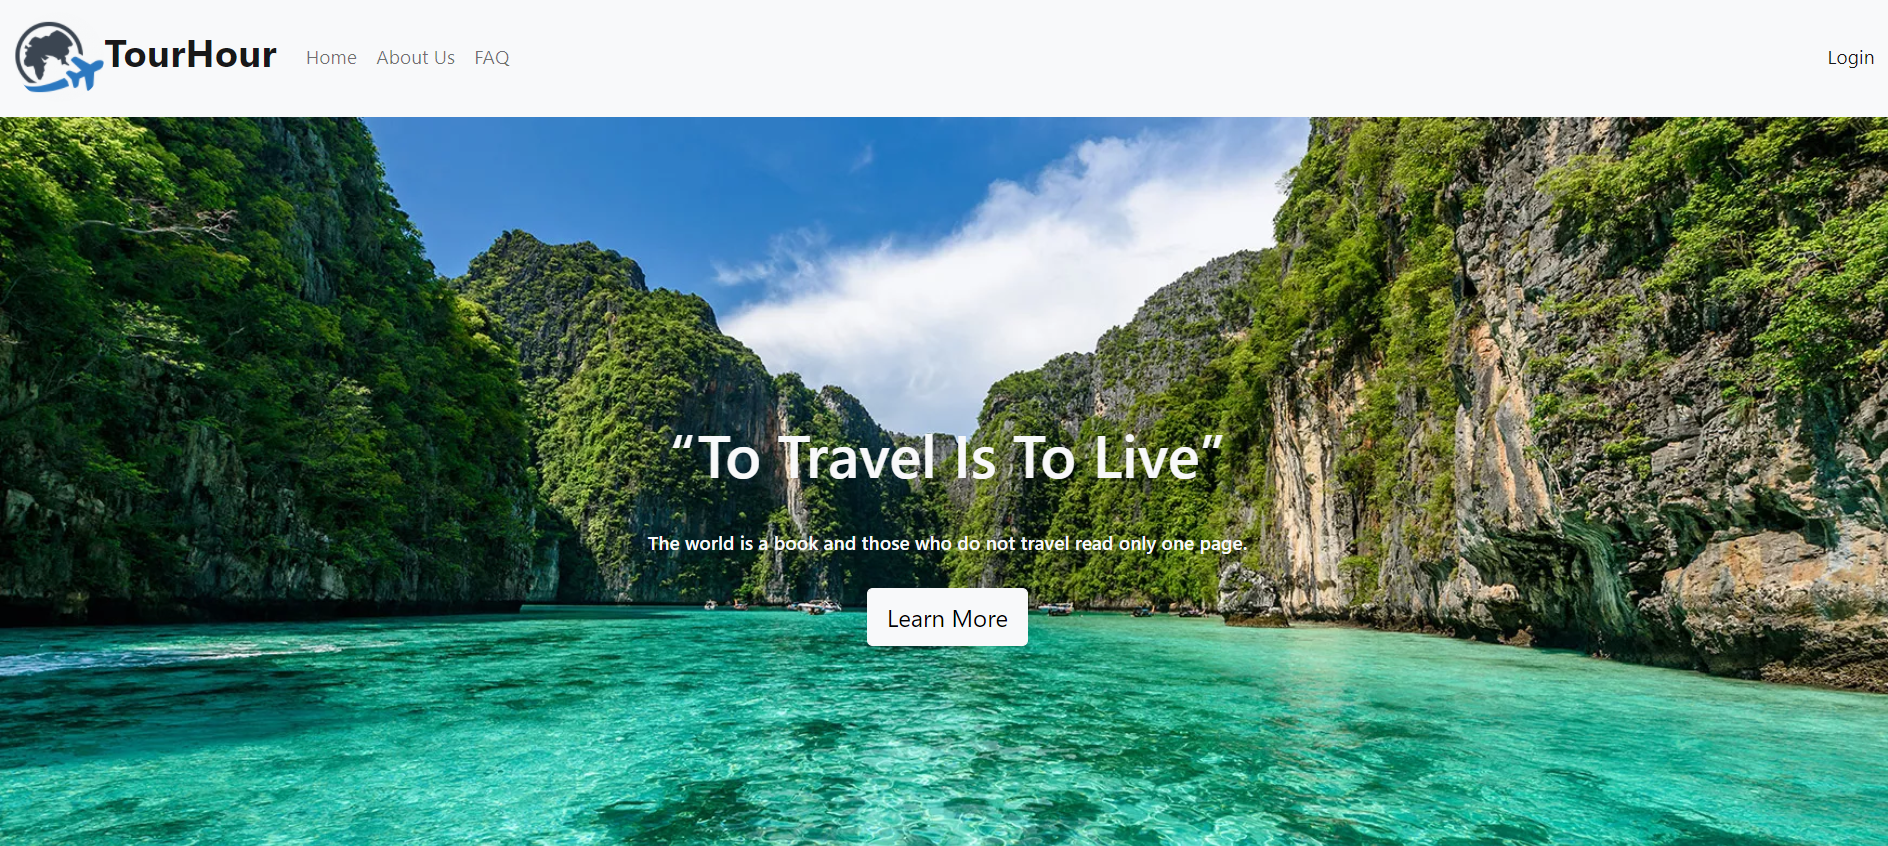 TourHour Home About Us FAQ Login
“To Travel Is To Live”
The world is a book and those who do not travel read only one page.
Learn More